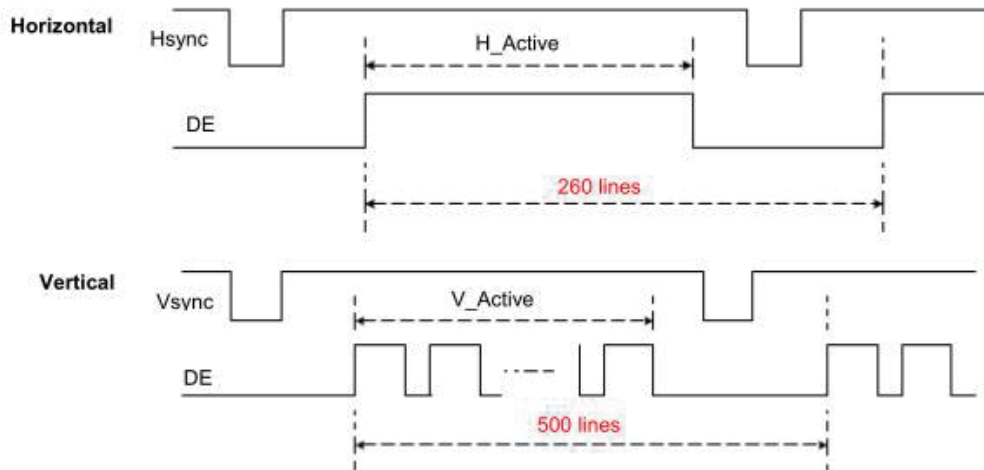 Horizontal
Hsync
H_Active
DE
260 lines
Vertical
Vsync
V_Active
DE
500 lines